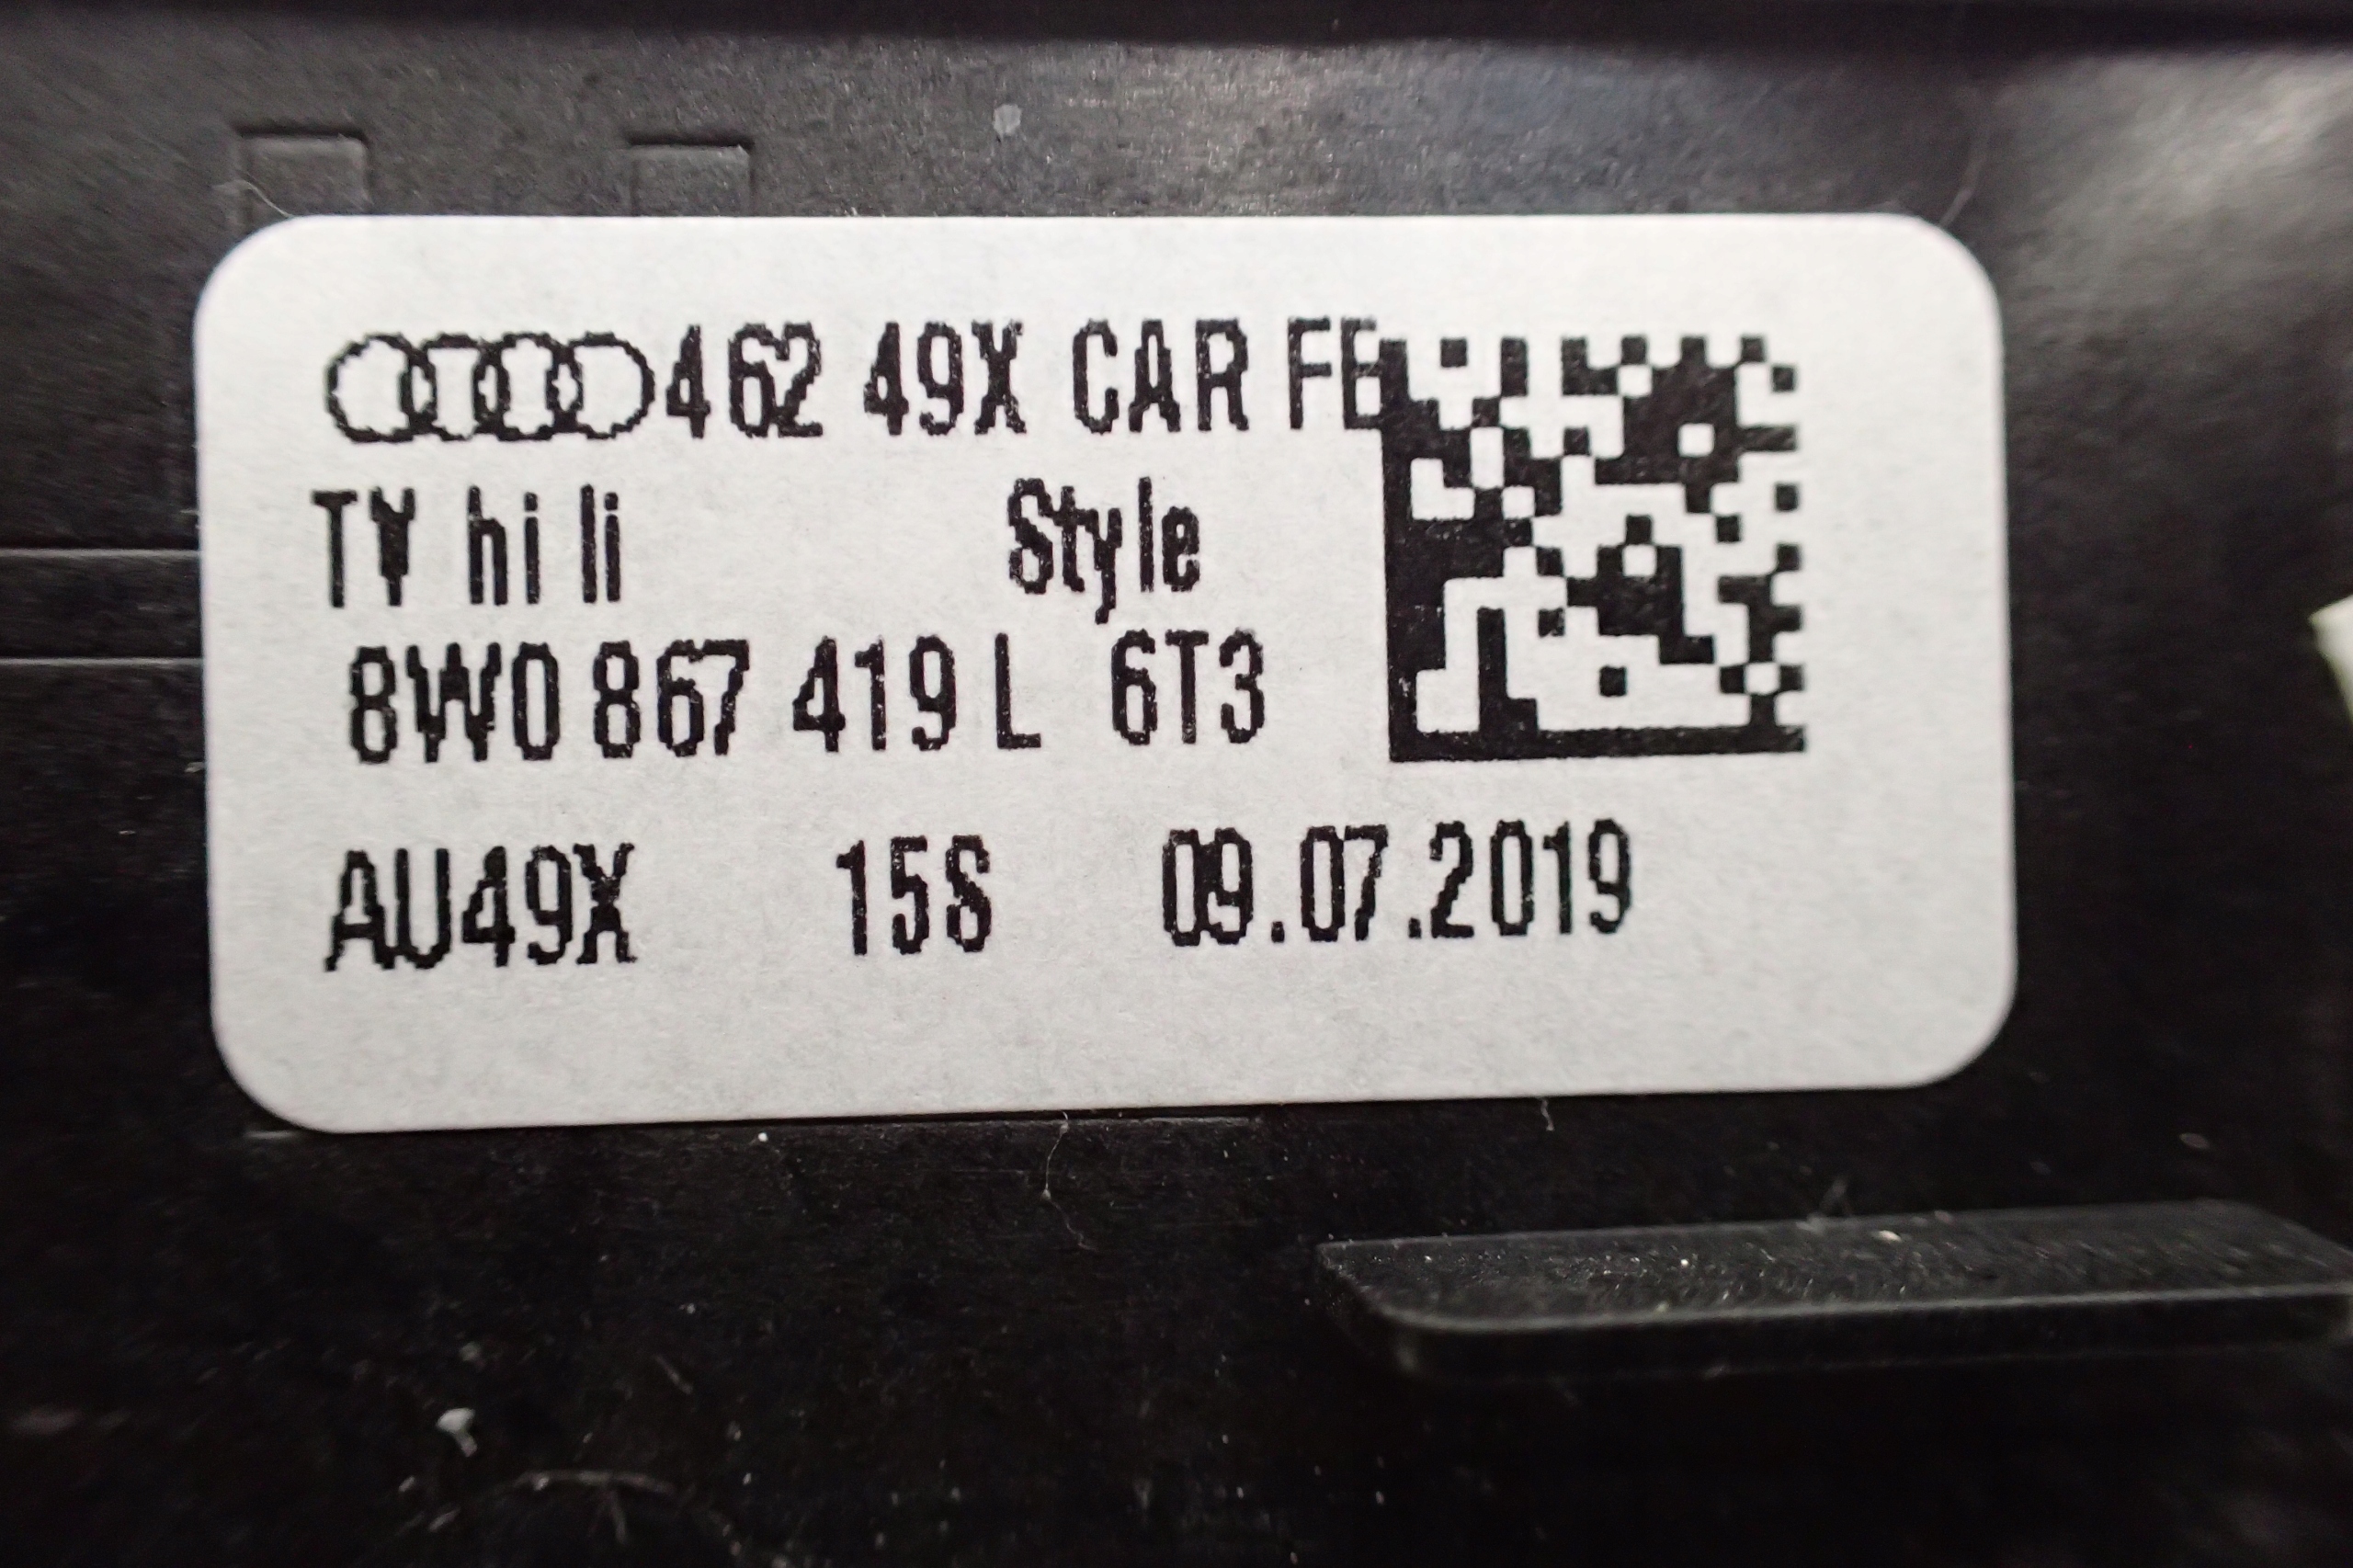 462 49X CAR FE
TV hi li Style
8W0 867 419 L 6T3
AU49X 15S 09.07.2019